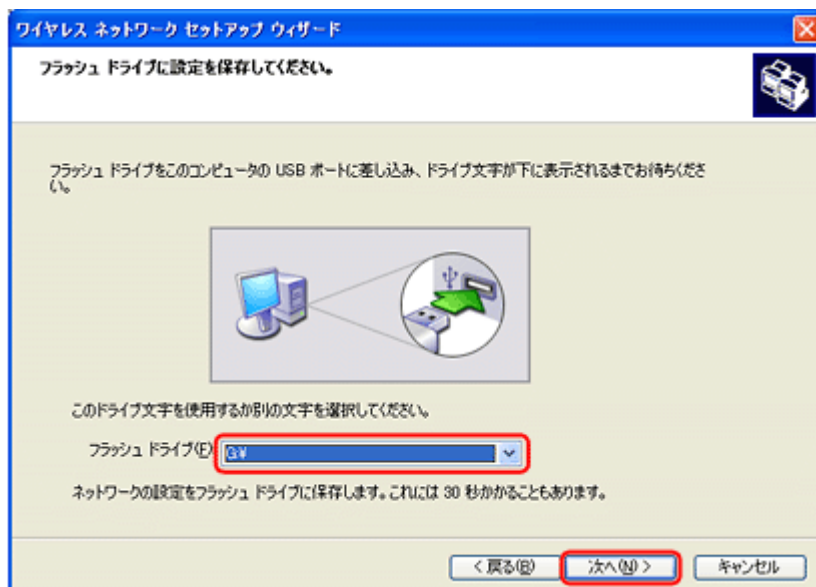 ワイヤレス ネットワーク セットアップ ウィザード
フラッシュ ドライブに設定を保存してください。
フラッシュ ドライブをこのコンピュータの USB ポートに差し込み、ドライブ文字が下に表示されるまでお待ちくださ
い。
このドライブ文字を使用するか別の文字を選択してください。
フラッシュ ドライブ(F) G:¥
ネットワークの設定をフラッシュ ドライブに保存します。これには 30 秒かかることもあります。
< 戻る(B) 次へ(N) > キャンセル